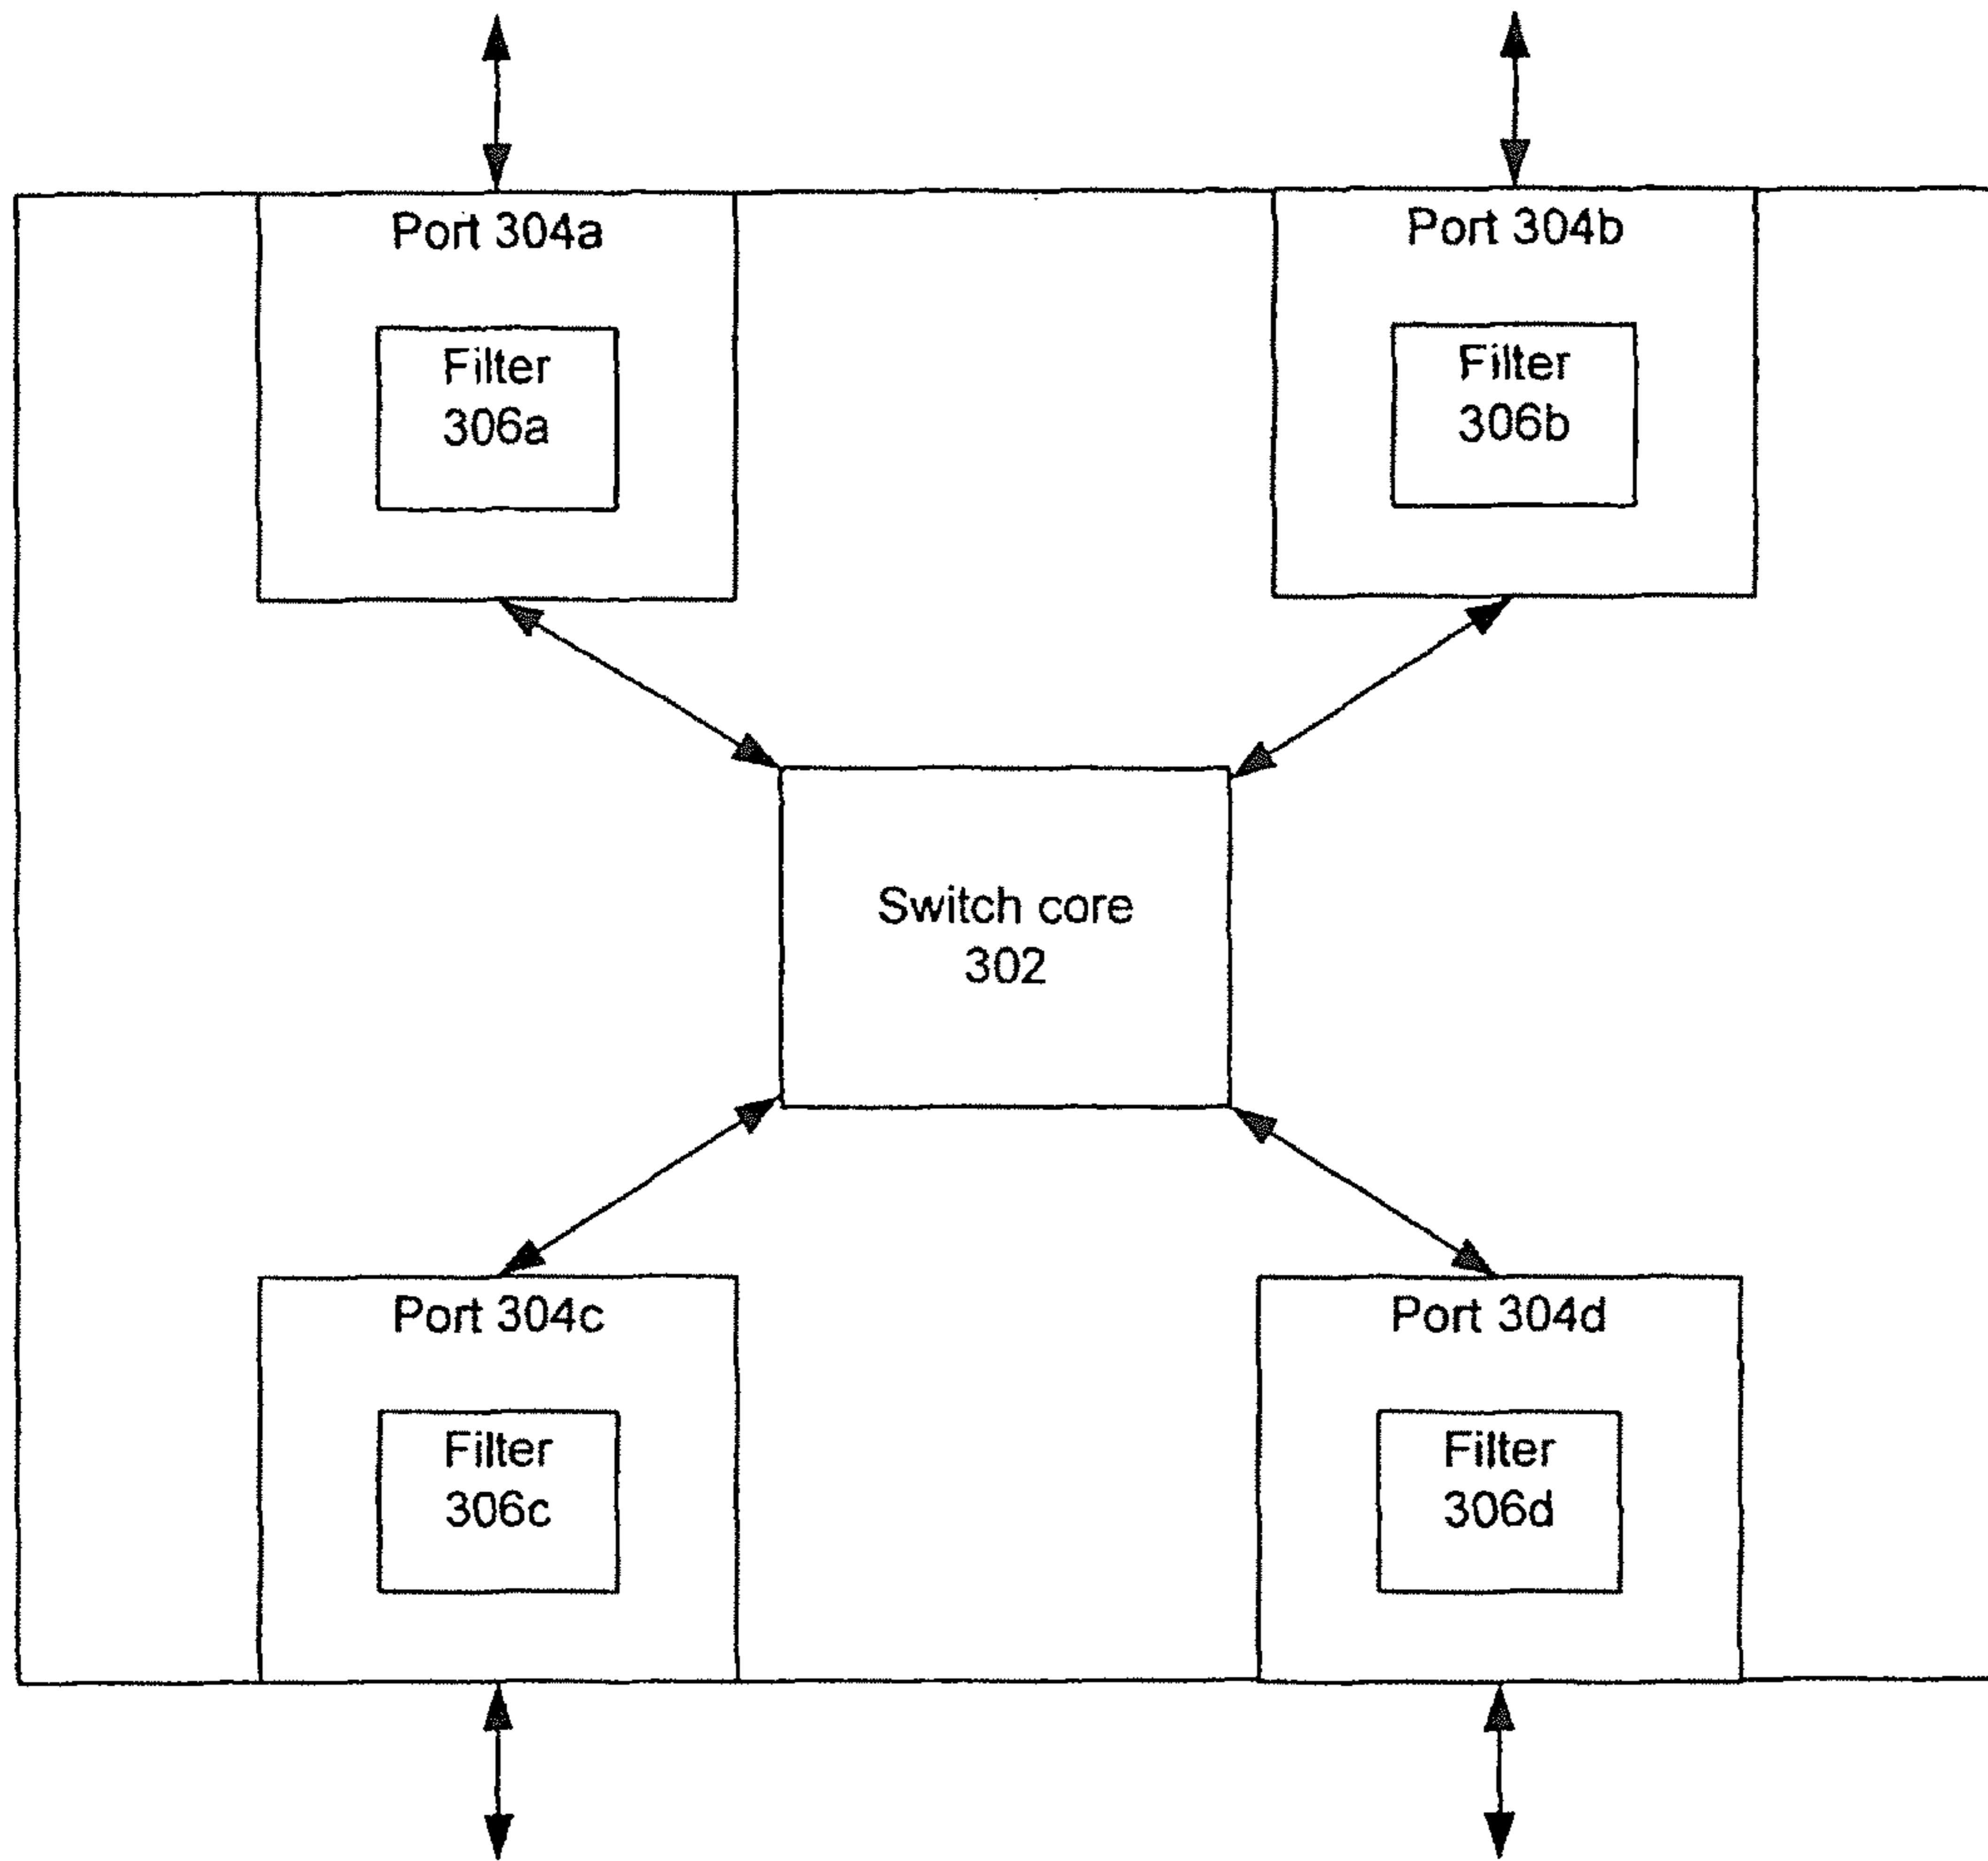 Port 304a
Port 304b
Filter
306a
Filter
306b
Switch core
302
Port 304c
Port 304d
Filter
306c
Filter
306d